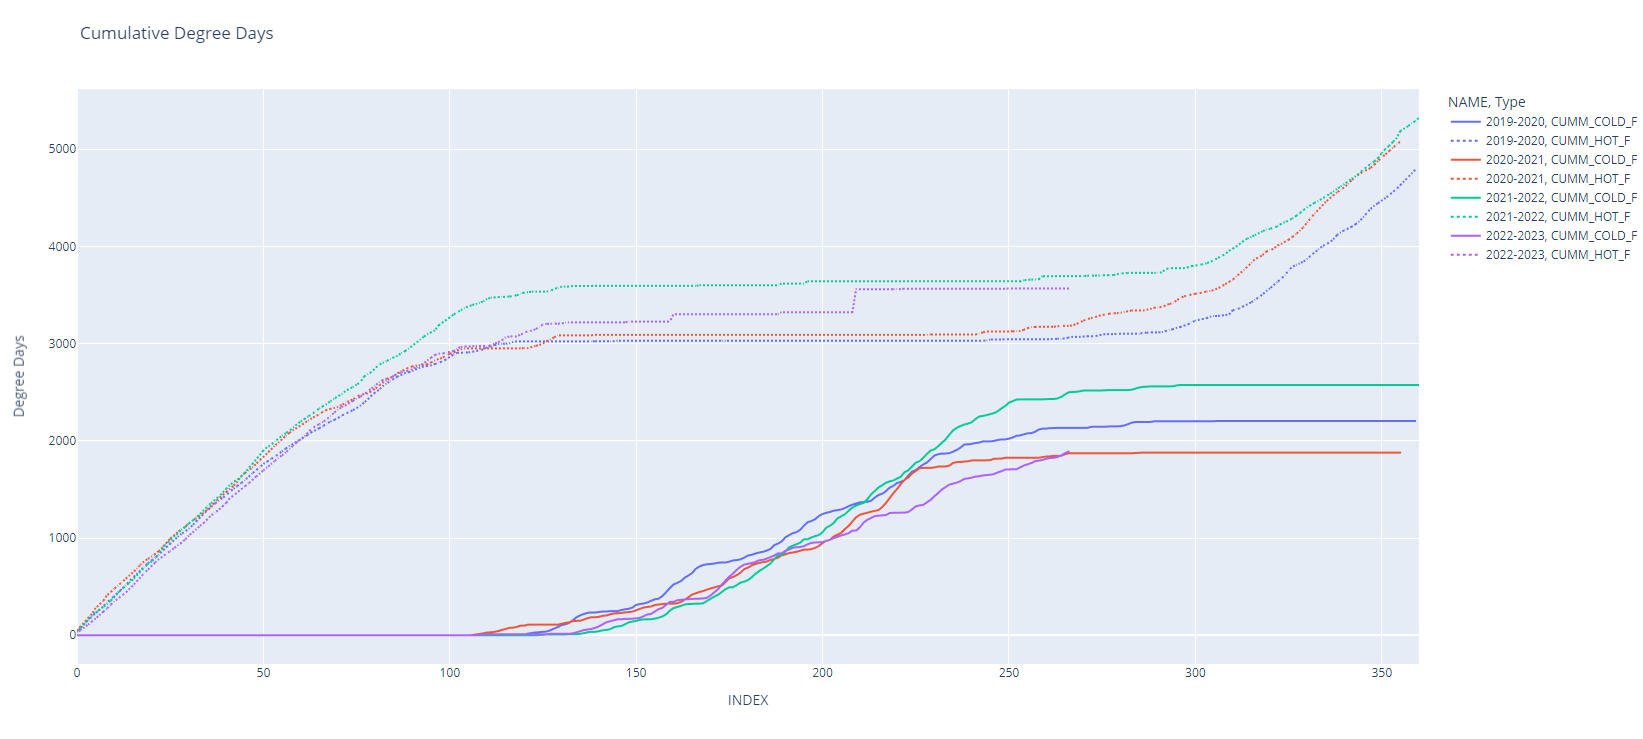 Cumulative Degree Days
NAME, Type
2019-2020, CUMM_COLD_F
2019-2020, CUMM_HOT_F
2020-2021, CUMM_COLD_F
2020-2021, CUMM_HOT_F
2021-2022, CUMM_COLD_F
2021-2022, CUMM_HOT_F
2022-2023, CUMM_COLD_F
2022-2023, CUMM_HOT_F
Degree Days
5000
4000
3000
2000
1000
0
0 50 100 150 200 250 300 350
INDEX